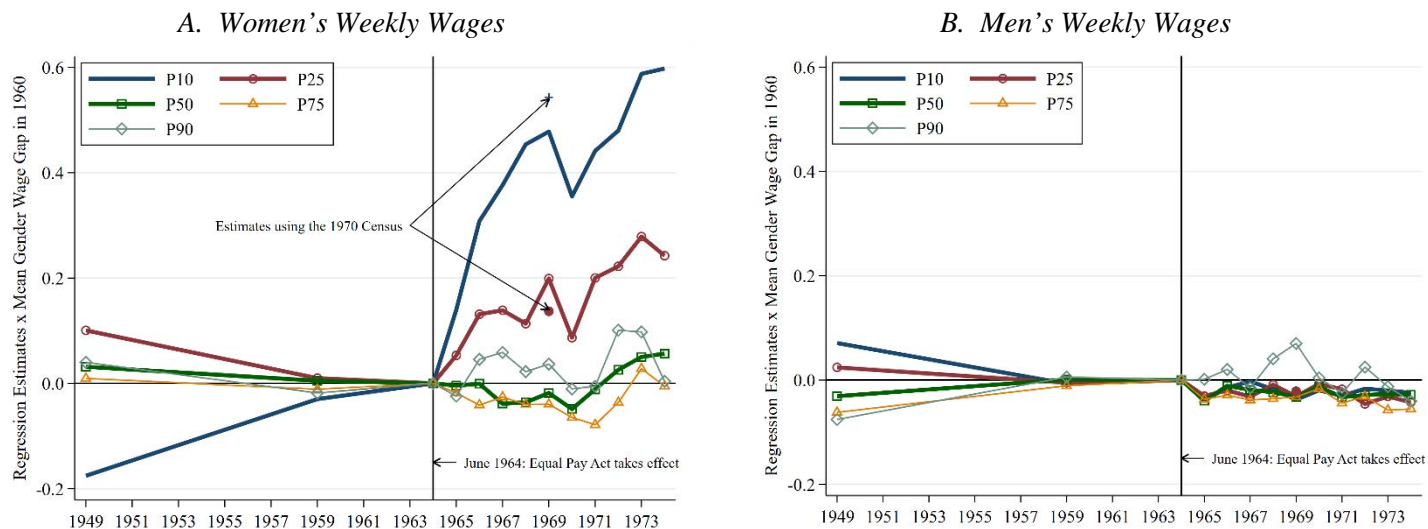 A. Women's Weekly Wages
Regression Estimates x Mean Gender Wage Gap in 1960
0.6
0.4
0.2
0.0
-0.2
P10
P25
P50
P75
P90
Estimates using the 1970 Census
June 1964: Equal Pay Act takes effect
1949 1951 1953 1955 1957 1959 1961 1963 1965 1967 1969 1971 1973
B. Men's Weekly Wages
Regression Estimates x Mean Gender Wage Gap in 1960
0.6
0.4
0.2
0.0
-0.2
P10
P25
P50
P75
P90
June 1964: Equal Pay Act takes effect
1949 1951 1953 1955 1957 1959 1961 1963 1965 1967 1969 1971 1973